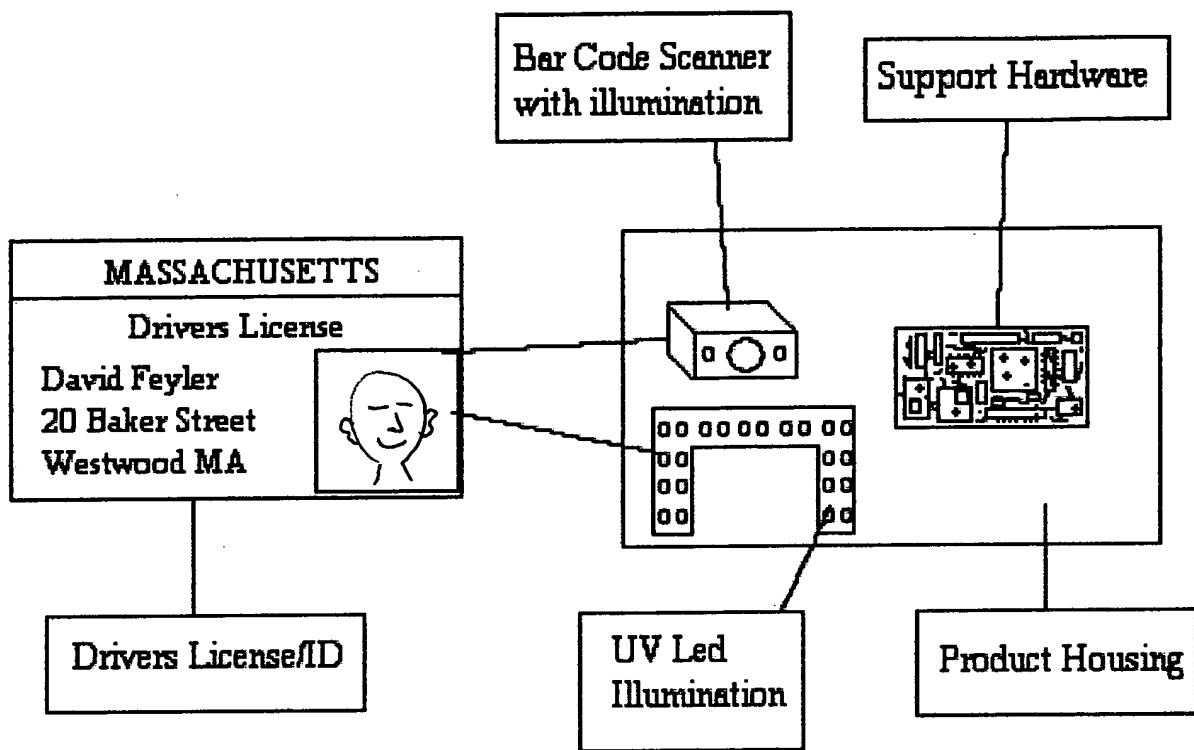 Bar Code Scanner
with illumination
Support Hardware
MASSACHUSETTS
Drivers License
David Feyler
20 Baker Street
Westwood MA
Drivers License/ID
UV Led
Illumination
Product Housing